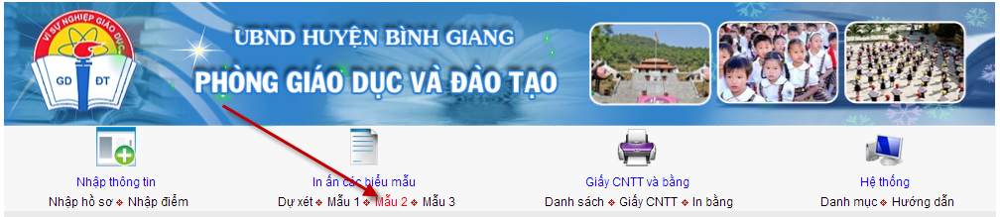 VÌ SỰ NGHIỆP GIÁO DỤC
GD ĐT
UBND HUYỆN BÌNH GIANG
PHÒNG GIÁO DỤC VÀ ĐÀO TẠO
Nhập thông tin
In ấn các biểu mẫu
Giấy CNTT và bằng
Hệ thống
Nhập hồ sơ Nhập điểm
Dự xét Mẫu 1 Mẫu 2 Mẫu 3
Danh sách Giấy CNTT In bằng
Danh mục Hướng dẫn